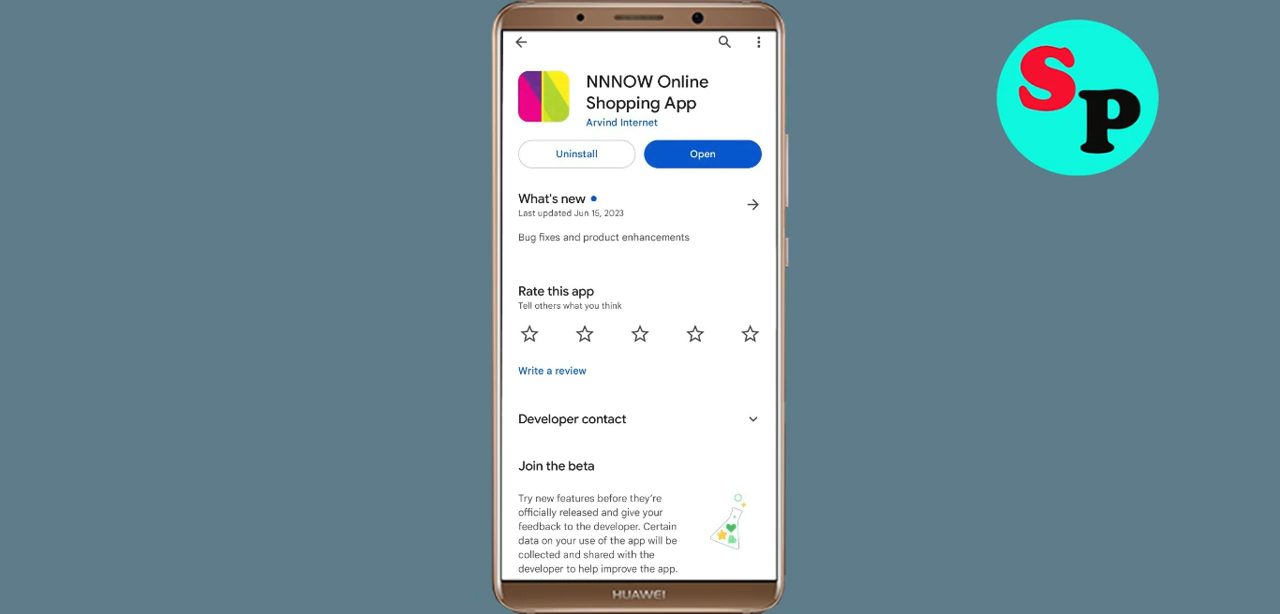 NNNOW Online
Shopping App
Arvind Internet
Uninstall
Open
What's new
Last updated Jun 15, 2023
Bug fixes and product enhancements
Rate this app
Tell others what you think
Write a review
Developer contact
Join the beta
Try new features before they're
officially released and give your
feedback to the developer. Certain
data on your use of the app will be
collected and shared with the
developer to help improve the app.
HUAWEI
SP